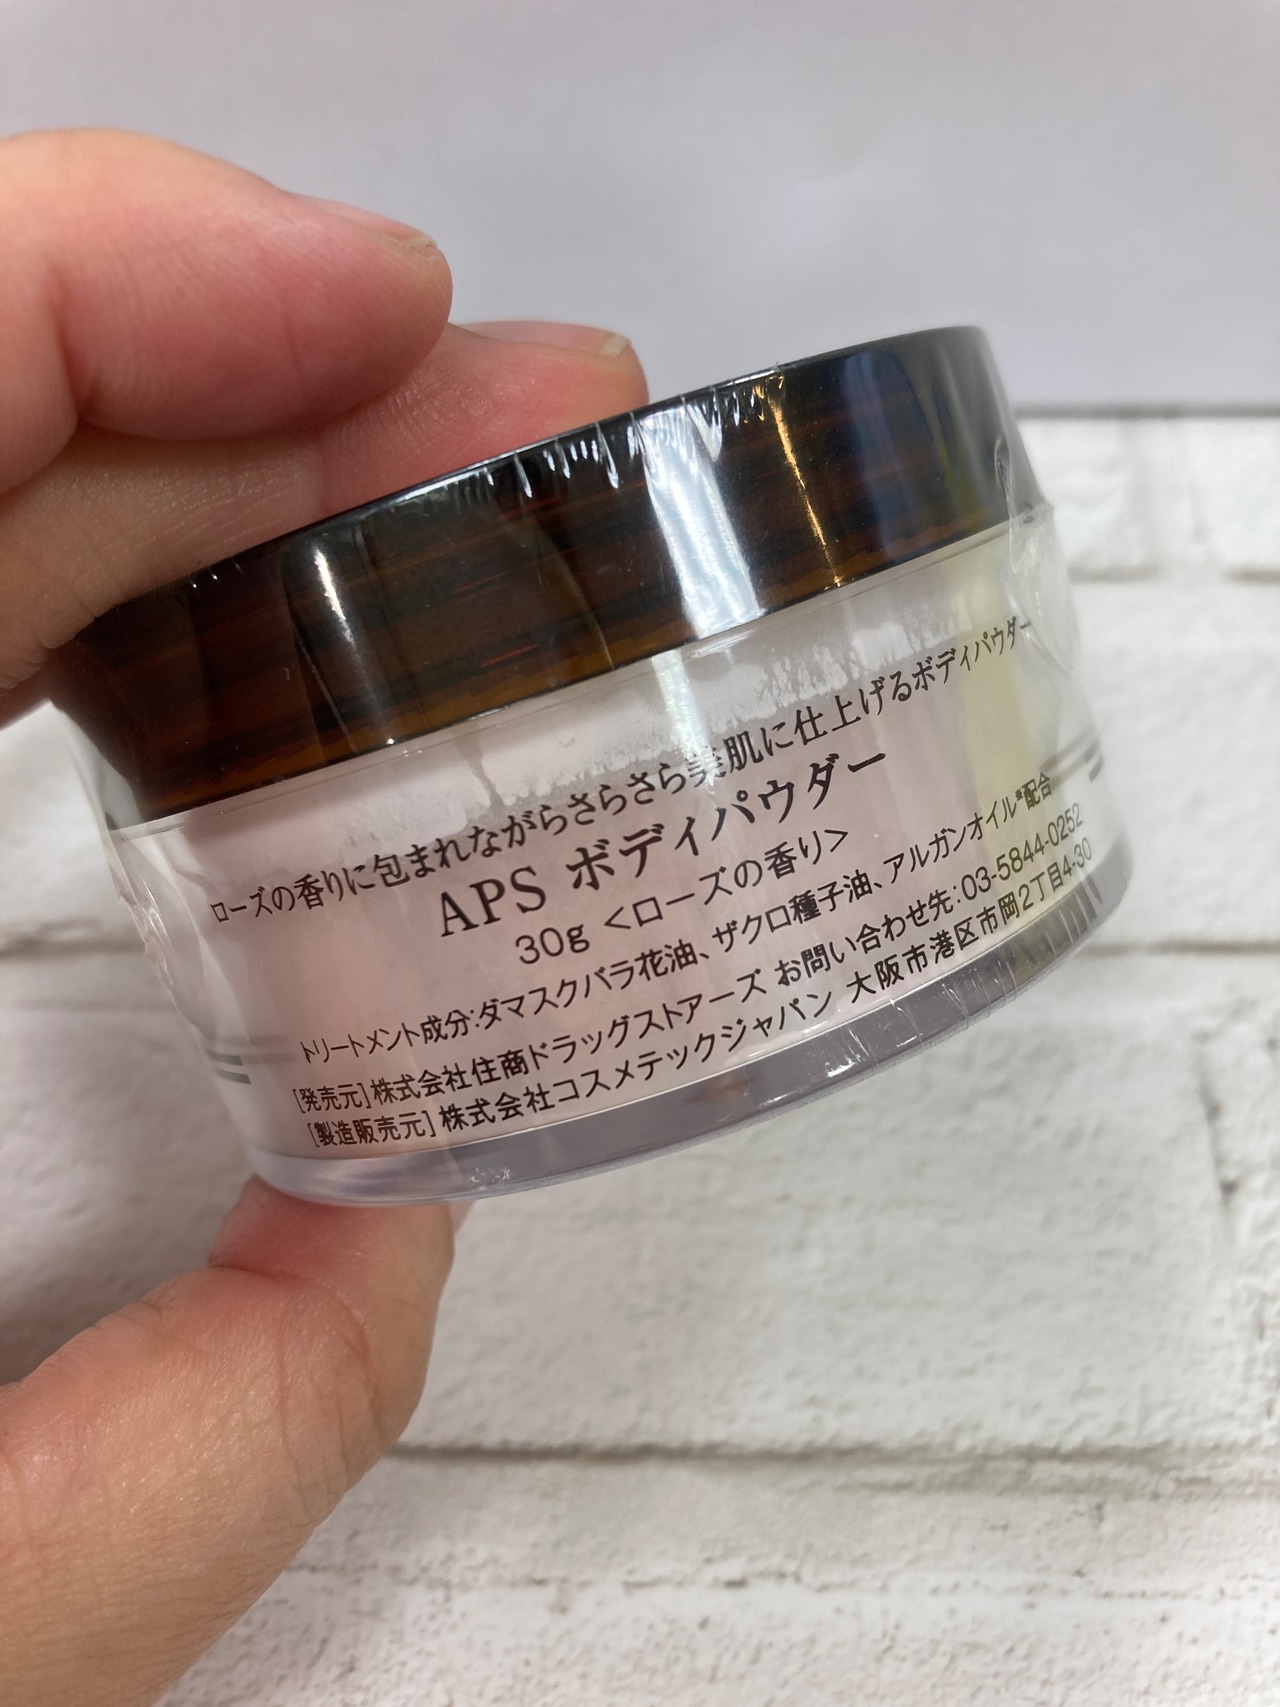 ローズの香りに包まれながらさらさら美肌に仕上げるボディパウダー
APS ボディパウダー
30g <ローズの香り>
トリートメント成分:ダマスクバラ花油、ザクロ種子油、アルガンオイル*配合
[発売元]株式会社住商ドラッグストアーズ お問い合わせ先:03-5844-0252
[製造販売元]株式会社コスメテックジャパン 大阪市港区市岡2丁目4-30